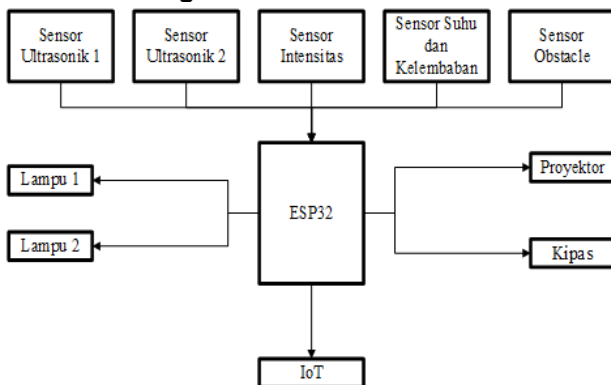 Sensor
Ultrasonik 1
Sensor
Ultrasonik 2
Sensor
Intensitas
Sensor Suhu
dan
Kelembaban
Sensor
Obstacle
Lampu 1
Lampu 2
ESP32
Proyektor
Kipas
IoT